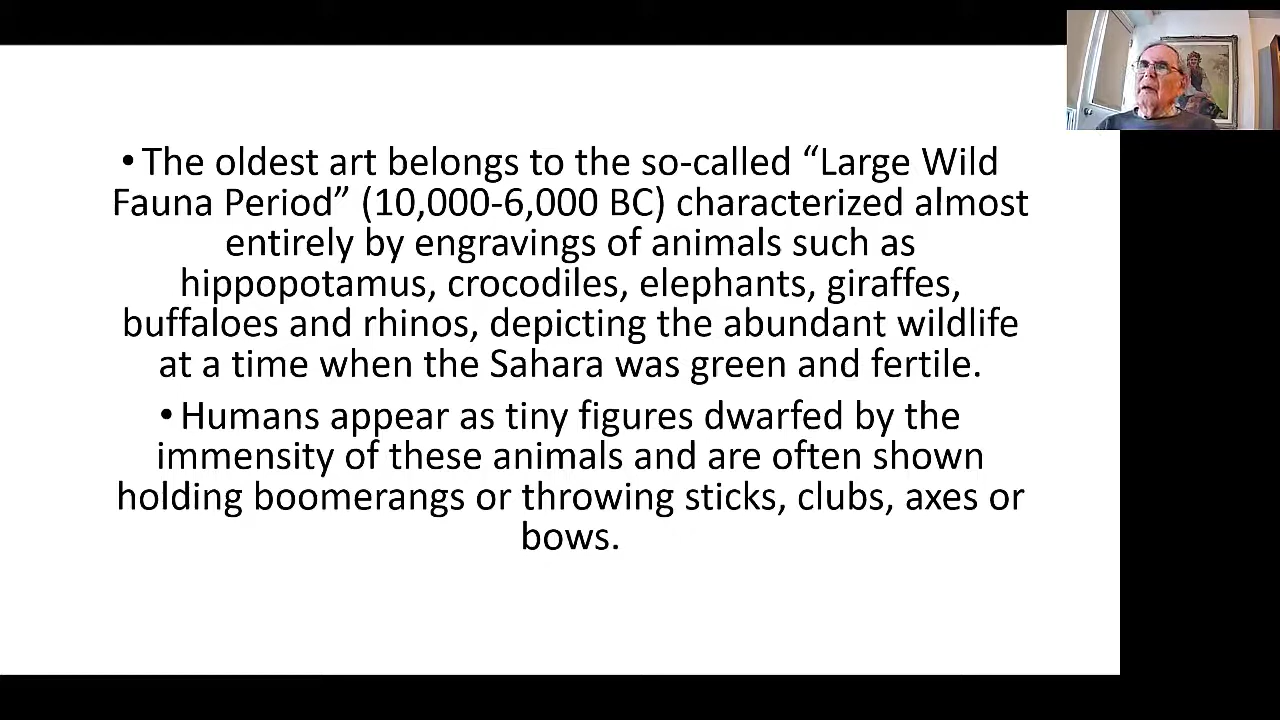 • The oldest art belongs to the so-called “Large Wild
Fauna Period” (10,000-6,000 BC) characterized almost
entirely by engravings of animals such as
hippopotamus, crocodiles, elephants, giraffes,
buffaloes and rhinos, depicting the abundant wildlife
at a time when the Sahara was green and fertile.
• Humans appear as tiny figures dwarfed by the
immensity of these animals and are often shown
holding boomerangs or throwing sticks, clubs, axes or
bows.